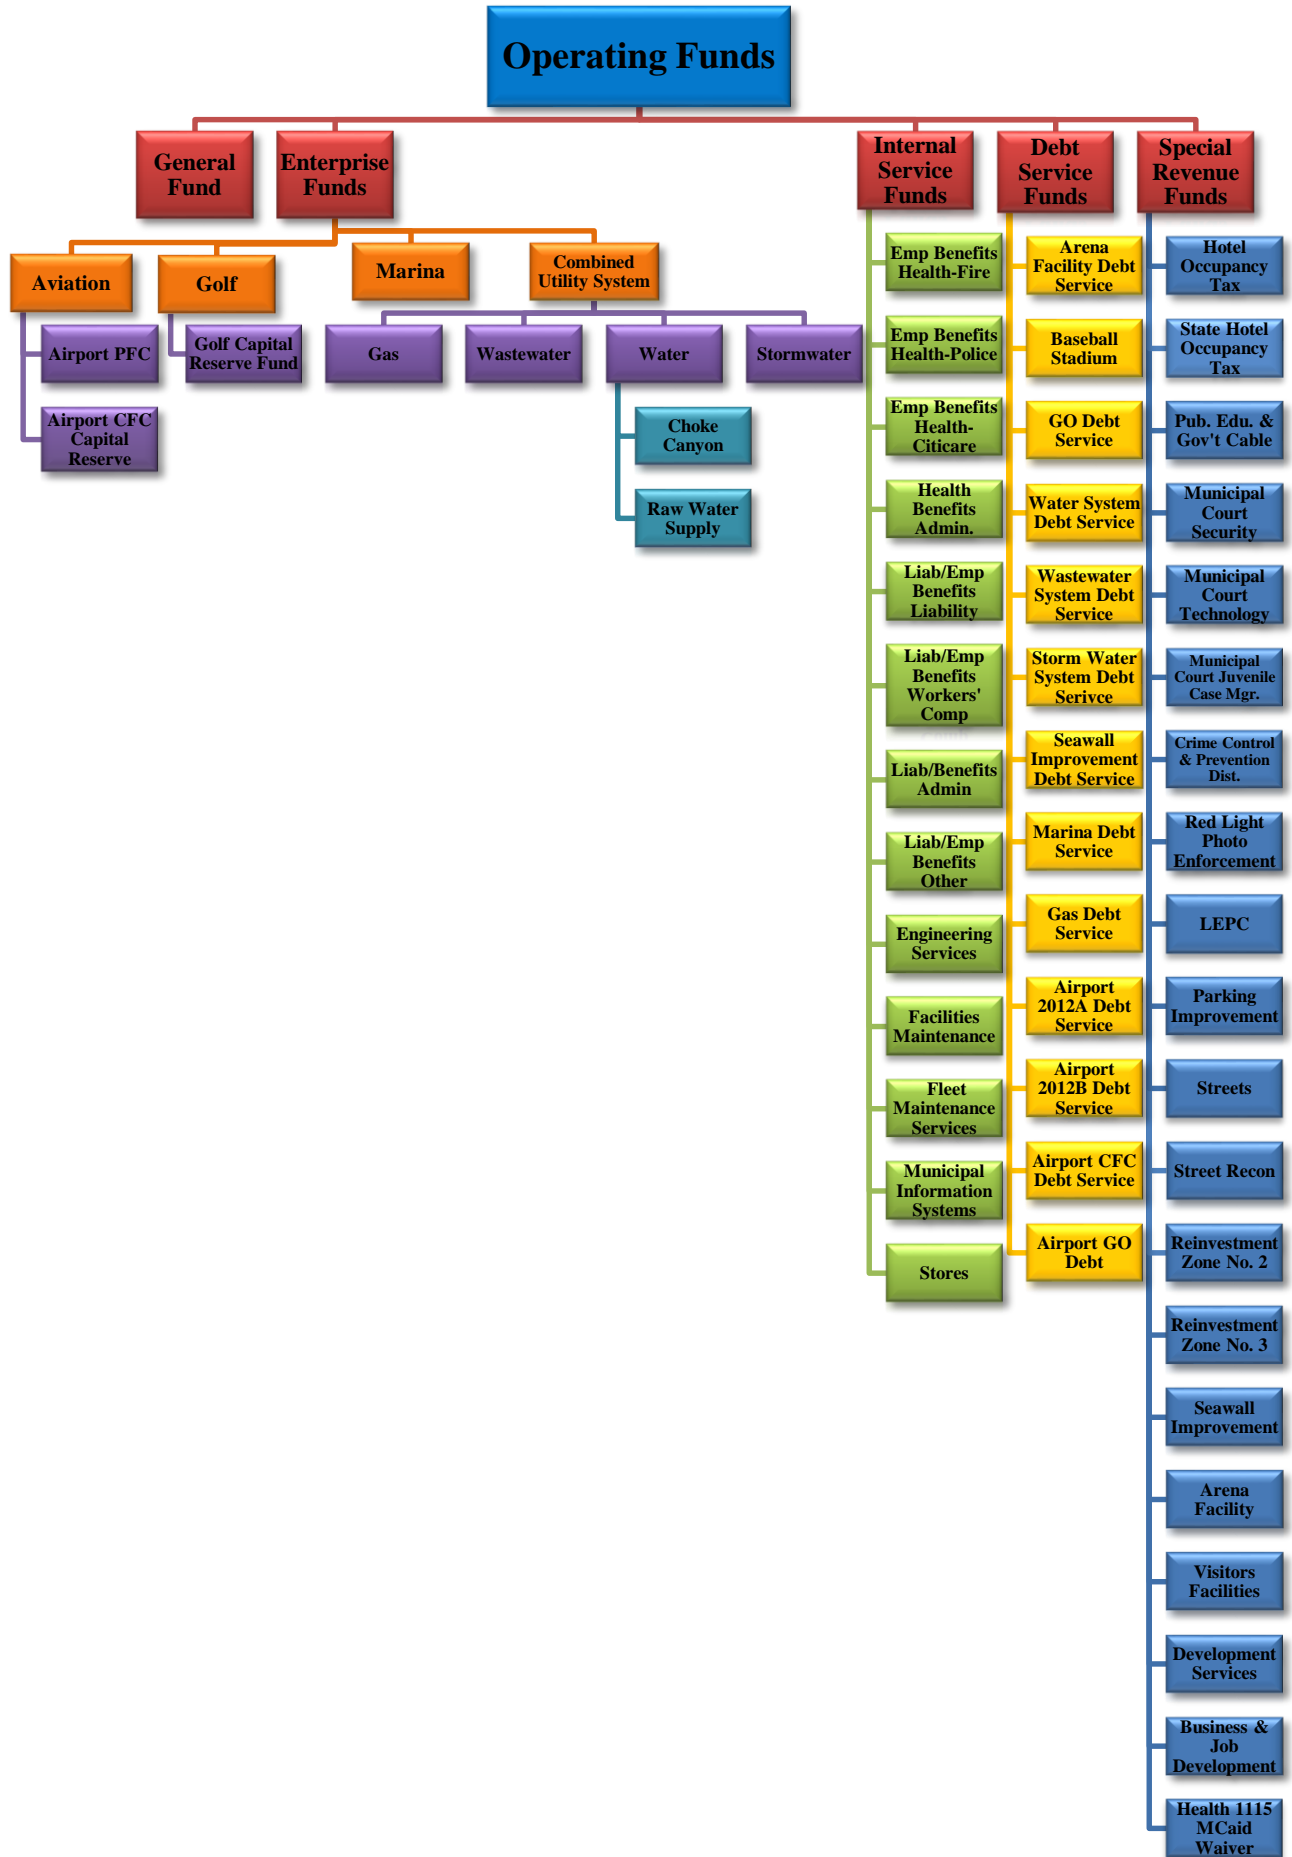 Operating Funds
General
Fund
Enterprise
Funds
Internal
Service
Funds
Debt
Service
Funds
Special
Revenue
Funds
Aviation
Golf
Marina
Combined
Utility System
Airport PFC
Airport CFC
Capital
Reserve
Golf Capital
Reserve Fund
Gas
Wastewater
Water
Stormwater
Choke
Canyon
Raw Water
Supply
Emp Benefits
Health-Fire
Emp Benefits
Health-Police
Emp Benefits
Health-
Citicare
Health
Benefits
Admin.
Liab/Emp
Benefits
Liability
Liab/Emp
Benefits
Workers'
Comp
Liab/Benefits
Admin
Liab/Emp
Benefits
Other
Engineering
Services
Facilities
Maintenance
Fleet
Maintenance
Services
Municipal
Information
Systems
Stores
Arena
Facility Debt
Service
Baseball
Stadium
GO Debt
Service
Water System
Debt Service
Wastewater
System Debt
Service
Storm Water
System Debt
Serivce
Seawall
Improvement
Debt Service
Marina Debt
Service
Gas Debt
Service
Airport
2012A Debt
Service
Airport
2012B Debt
Service
Airport CFC
Debt Service
Airport GO
Debt
Hotel
Occupancy
Tax
State Hotel
Occupancy
Tax
Pub. Edu. &
Gov't Cable
Municipal
Court
Security
Municipal
Court
Technology
Municipal
Court Juvenile
Case Mgr.
Crime Control
& Prevention
Dist.
Red Light
Photo
Enforcement
LEPC
Parking
Improvement
Streets
Street Recon
Reinvestment
Zone No. 2
Reinvestment
Zone No. 3
Seawall
Improvement
Arena
Facility
Visitors
Facilities
Development
Services
Business &
Job
Development
Health 1115
MCaid
Waiver